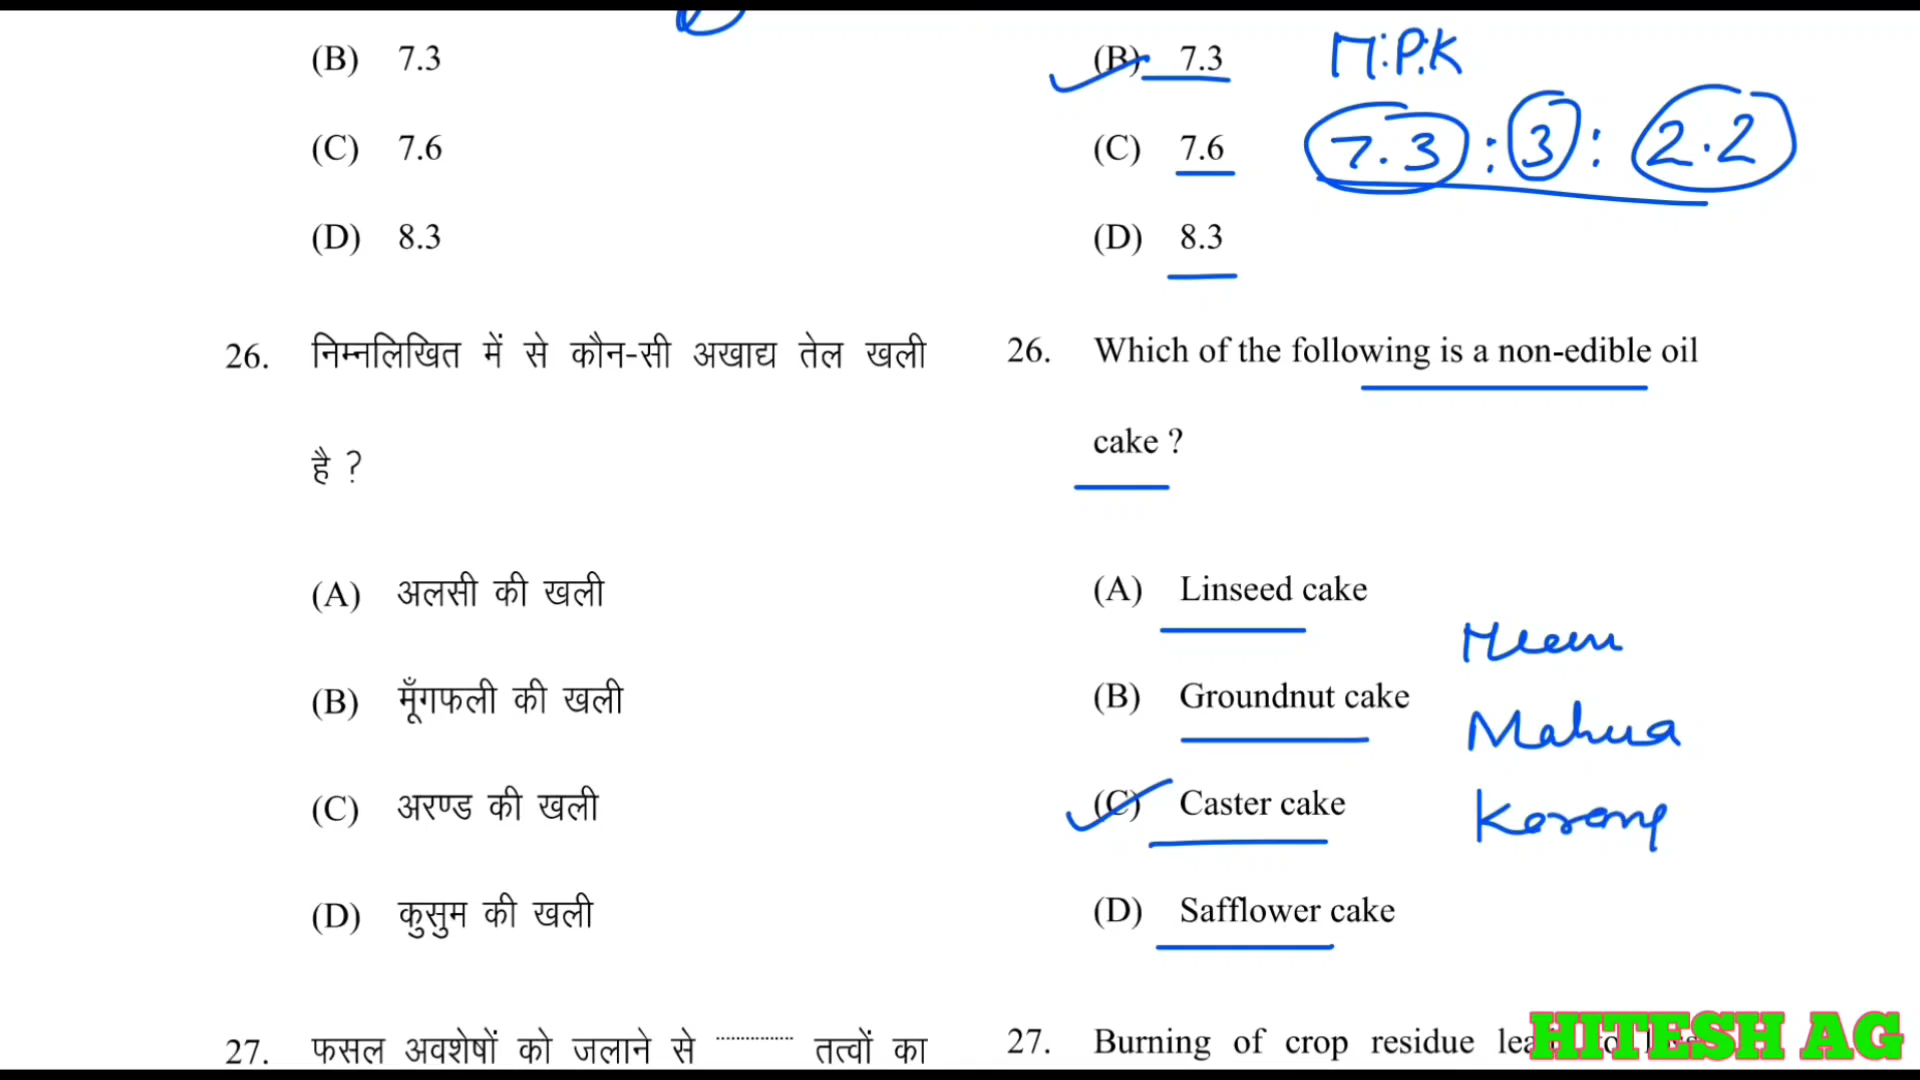 (B) 7.3
(C) 7.6
(D) 8.3
26. निम्नलिखित में से कौन-सी अखाद्य तेल खली
है ?
(A) अलसी की खली
(B) मूँगफली की खली
(C) अरण्ड की खली
(D) कुसुम की खली
27. फसल अवशेषों को जलाने से .............. तत्वों का
(B) 7.3
N:P:K
(C) 7.6
7.3 : 3 : 2.2
(D) 8.3
26. Which of the following is a non-edible oil
cake ?
(A) Linseed cake
Neem
(B) Groundnut cake
Mahua
(C) Caster cake
(D) Safflower cake
27. Burning of crop residue
HITESH AG